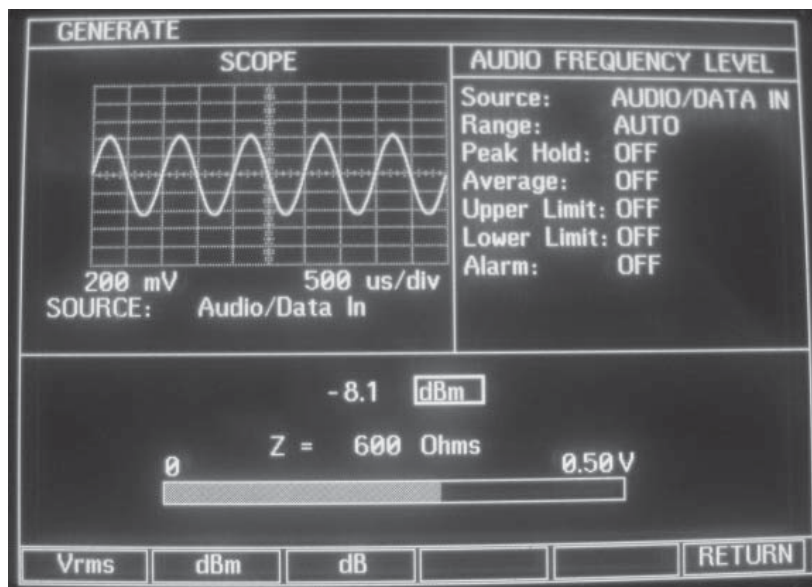 GENERATE
SCOPE
200 mV 500 us/div
SOURCE: Audio/Data In
AUDIO FREQUENCY LEVEL
Source: AUDIO/DATA IN
Range: AUTO
Peak Hold: OFF
Average: OFF
Upper Limit: OFF
Lower Limit: OFF
Alarm: OFF
-8.1 dBm
Z = 600 Ohms
0 0.50 V
Vrms dBm dB RETURN